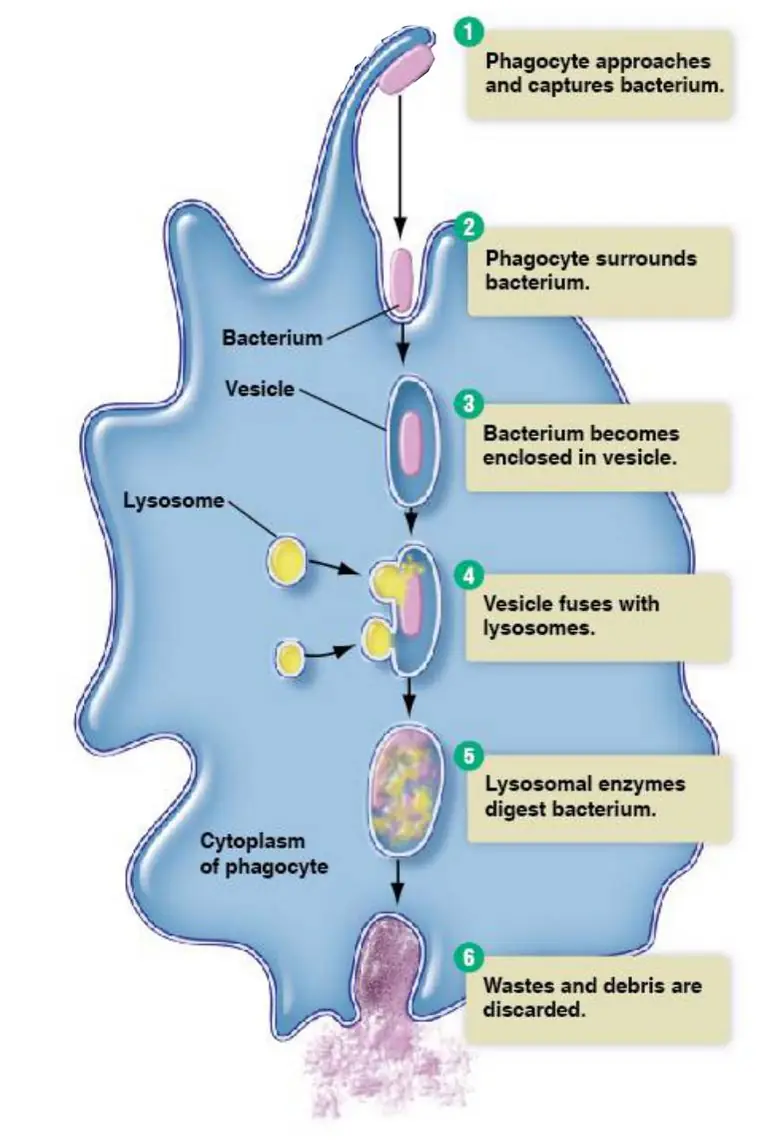 1
Phagocyte approaches
and captures bacterium.
2
Phagocyte surrounds
bacterium.
Bacterium
Vesicle
3
Bacterium becomes
enclosed in vesicle.
Lysosome
4
Vesicle fuses with
lysosomes.
5
Lysosomal enzymes
digest bacterium.
Cytoplasm
of phagocyte
6
Wastes and debris are
discarded.